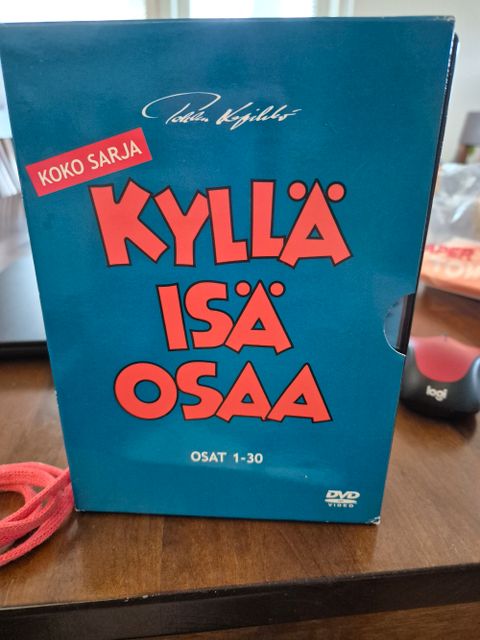 KOKO SARJA
KYLLÄ
ISÄ
OSAA
OSAT 1-30
DVD
VIDEO
logi